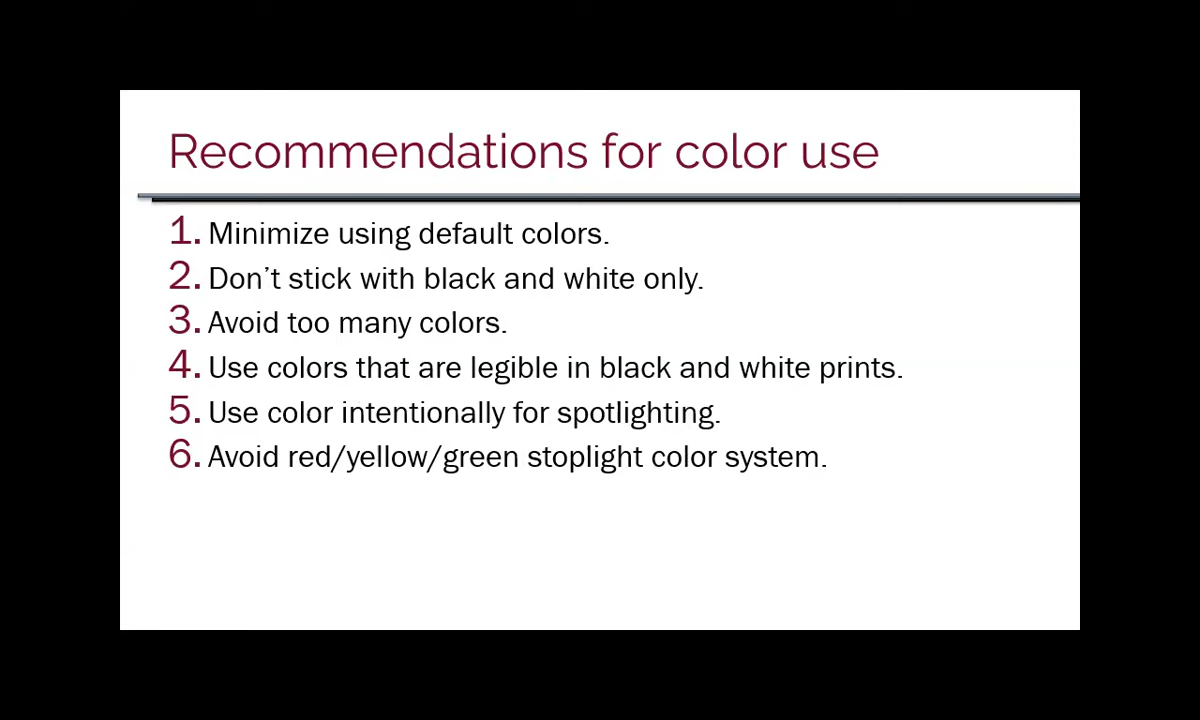 Recommendations for color use
1. Minimize using default colors.
2. Don’t stick with black and white only.
3. Avoid too many colors.
4. Use colors that are legible in black and white prints.
5. Use color intentionally for spotlighting.
6. Avoid red/yellow/green stoplight color system.